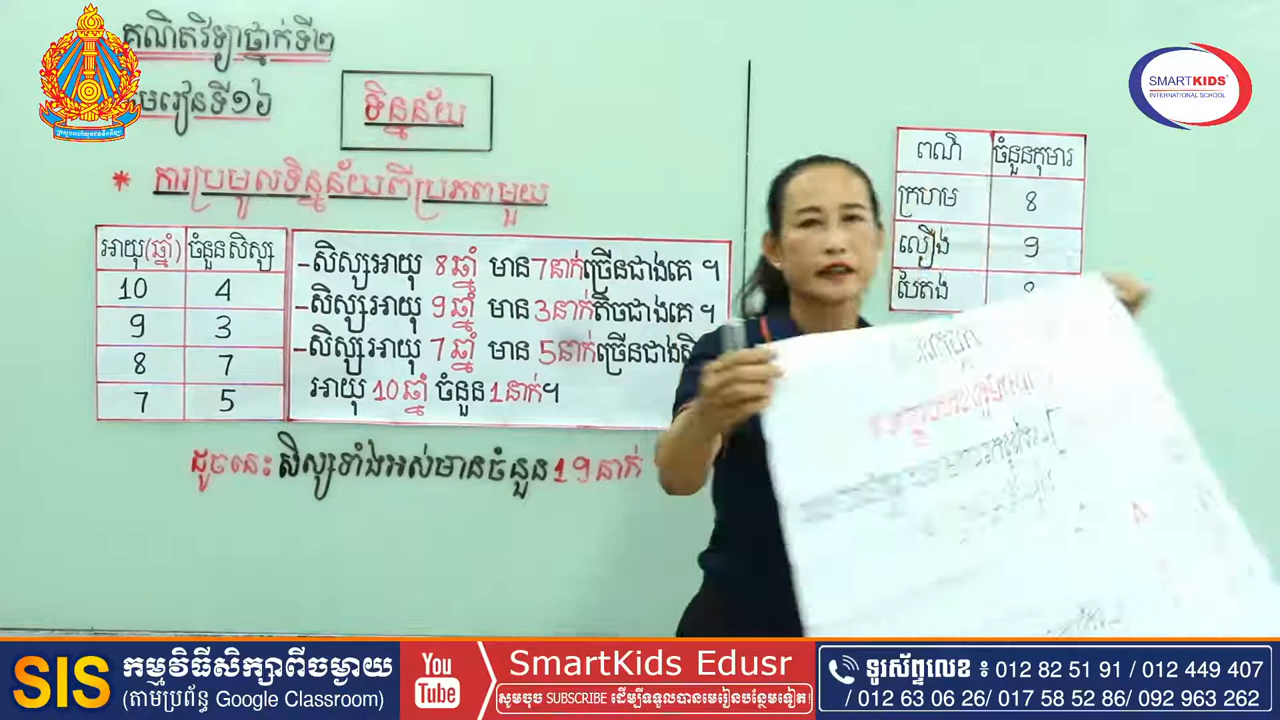 គណិតវិទ្យាថ្នាក់ទី២
មេរៀនទី១៦
ទិន្នន័យ
* ការប្រមូលទិន្នន័យពីប្រភពមួយ
អាយុ(ឆ្នាំ) ចំនួនសិស្ស
10 4
9 3
8 7
7 5
-សិស្សអាយុ 8ឆ្នាំ មាន7នាក់ច្រើនជាងគេ ។
-សិស្សអាយុ 9ឆ្នាំ មាន 3នាក់តិចជាងគេ ។
-សិស្សអាយុ 7ឆ្នាំ មាន 5នាក់ច្រើនជាង
អាយុ 10ឆ្នាំ ចំនួន1នាក់។
ដូចនេះ សិស្សទាំងអស់មានចំនួន19នាក់
ពណ៌ ចំនួនកុមារ
ក្រហម 8
លឿង 9
បៃតង
SMARTKIDS
INTERNATIONAL SCHOOL
SIS កម្មវិធីសិក្សាពីចម្ងាយ
(តាមប្រព័ន្ធ Google Classroom)
You Tube
SmartKids Edusr
សូមចុច SUBSCRIBE ដើម្បីទទួលបានមេរៀនបន្ថែមទៀត!
ទូរស័ព្ទលេខ ៖ 012 82 51 91 / 012 449 407
/ 012 63 06 26/ 017 58 52 86/ 092 963 262